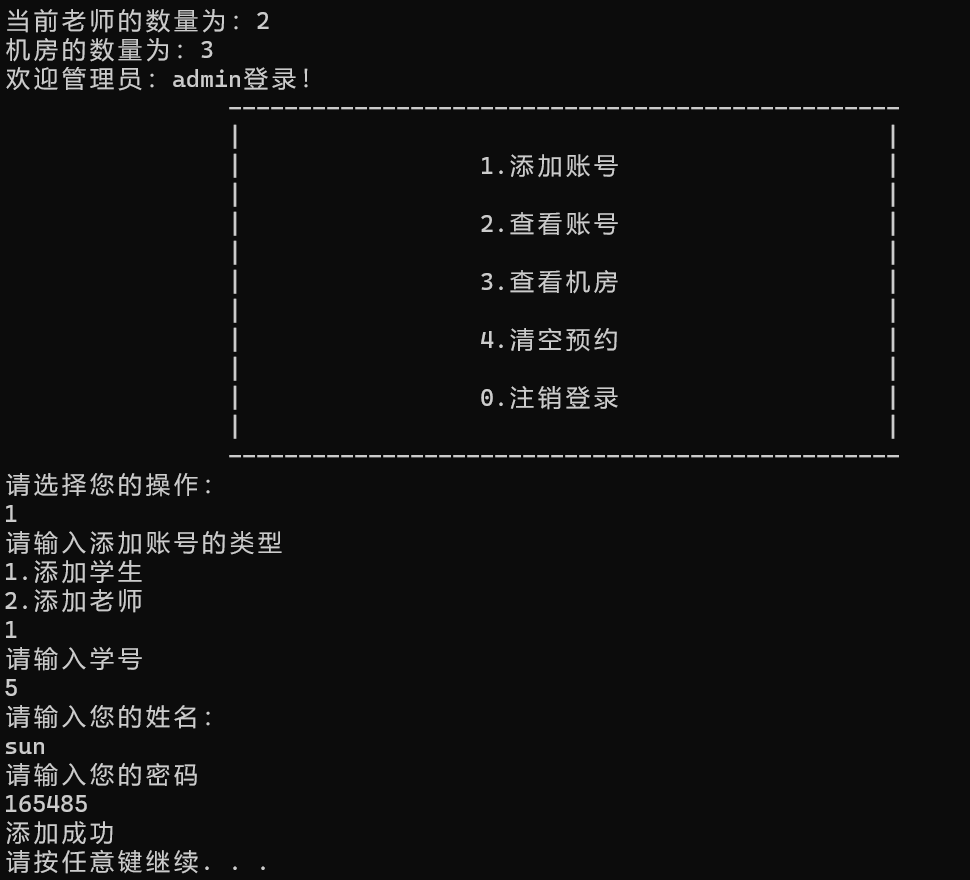 当前老师的数量为: 2
机房的数量为: 3
欢迎管理员: admin登录!
1.添加账号
2.查看账号
3.查看机房
4.清空预约
0.注销登录
请选择您的操作:
1
请输入添加账号的类型
1.添加学生
2.添加老师
1
请输入学号
5
请输入您的姓名:
sun
请输入您的密码
165485
添加成功
请按任意键继续. . .